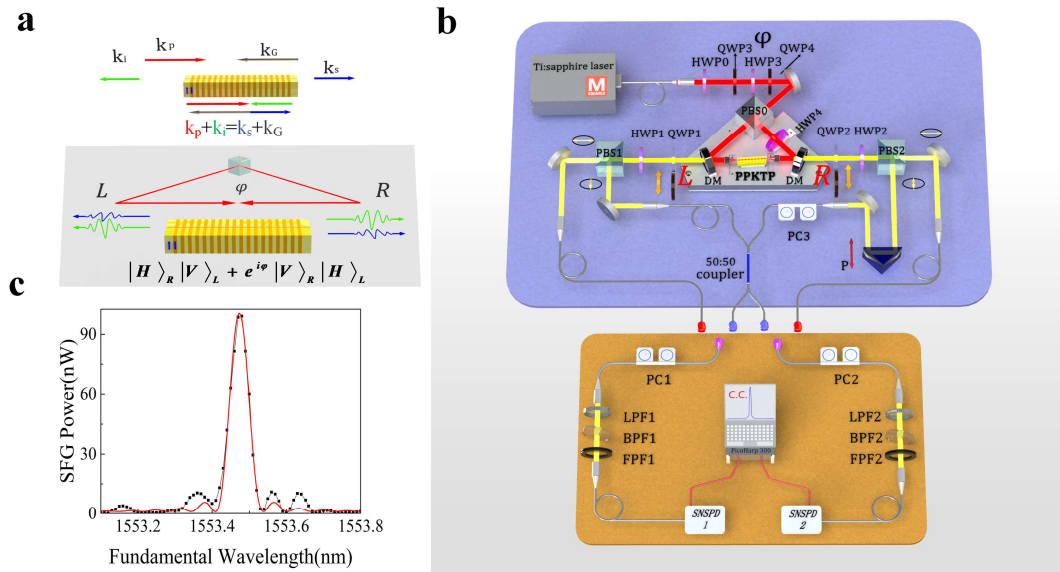 a
k_i
k_p
k_G
k_s
k_p+k_i=k_s+k_G
L
φ
R
|H⟩_R |V⟩_L + e^{iφ} |V⟩_R |H⟩_L
b
Ti:sapphire laser
M
SQUARED
φ
QWP3
QWP4
HWP0
HWP3
PBS0
HWP4
HWP1
QWP1
QWP2
HWP2
PBS1
PBS2
L
R
DM
PPKTP
DM
PC3
P
50:50
coupler
PC1
PC2
C.C.
LPF1
BPF1
FPF1
LPF2
BPF2
FPF2
PicoHarp 300
SNSPD
1
SNSPD
2
c
SFG Power(nW)
90
60
30
0
1553.2
1553.4
1553.6
1553.8
Fundamental Wavelength(nm)